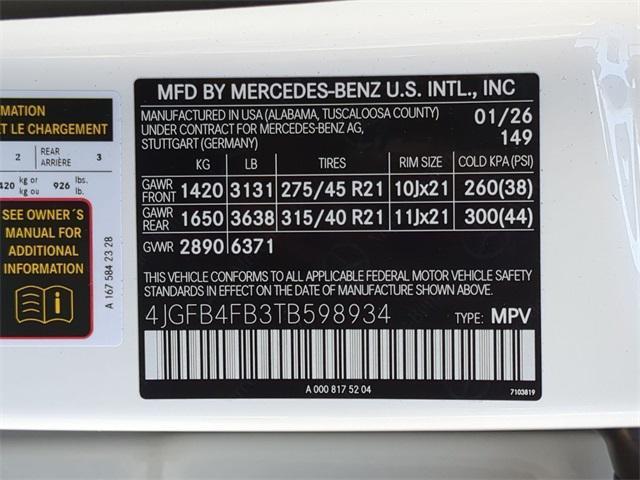 MATION
ET LE CHARGEMENT
2 REAR ARRIÈRE 3
420 kg or kg ou 926 lbs. lb.
SEE OWNER´S
MANUAL FOR
ADDITIONAL
INFORMATION
A 167 584 23 28
MFD BY MERCEDES-BENZ U.S. INTL., INC
MANUFACTURED IN USA (ALABAMA, TUSCALOOSA COUNTY) 01/26
UNDER CONTRACT FOR MERCEDES-BENZ AG, 149
STUTTGART (GERMANY)
KG LB TIRES RIM SIZE COLD KPA (PSI)
GAWR FRONT 1420 3131 275/45 R21 10Jx21 260(38)
GAWR REAR 1650 3638 315/40 R21 11Jx21 300(44)
GVWR 2890 6371
THIS VEHICLE CONFORMS TO ALL APPLICABLE FEDERAL MOTOR VEHICLE SAFETY
STANDARDS IN EFFECT ON THE DATE OF MANUFACTURE SHOWN ABOVE.
4JGFB4FB3TB598934 TYPE: MPV
A 000 817 52 04 7103819